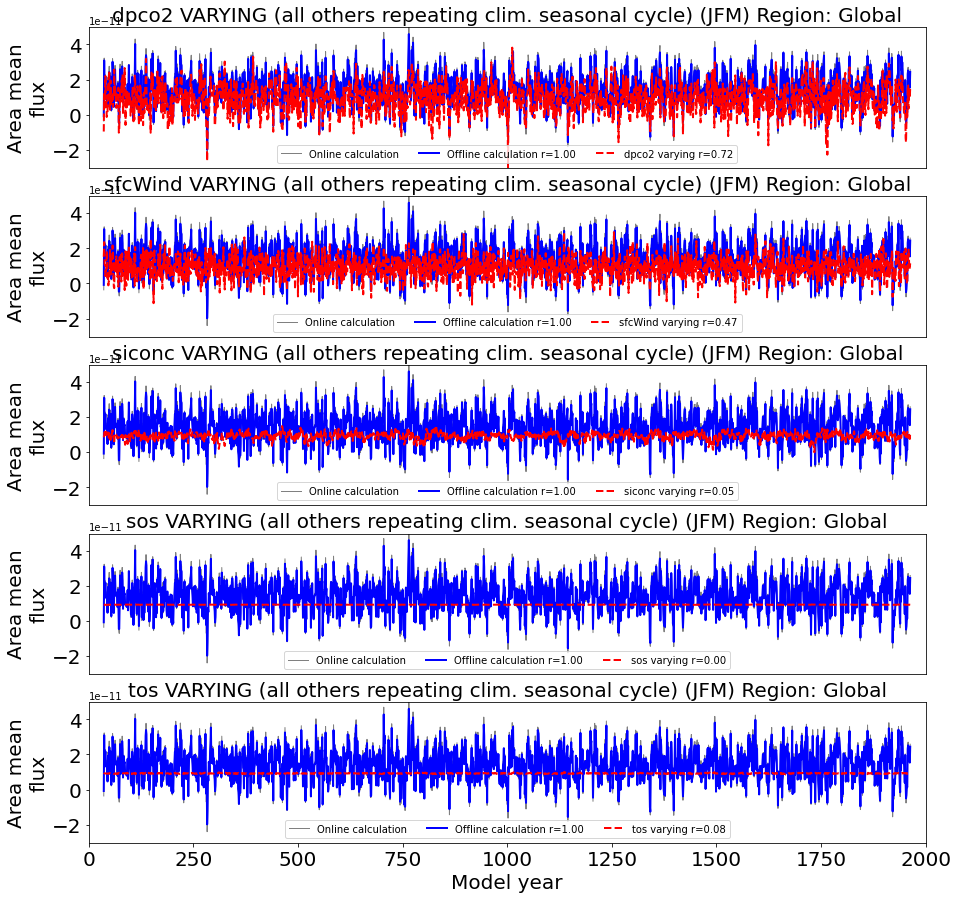 1e−11
dpco2 VARYING (all others repeating clim. seasonal cycle) (JFM) Region: Global
4
2
0
−2
Area mean
flux
Online calculation
Offline calculation r=1.00
dpco2 varying r=0.72
1e−11
sfcWind VARYING (all others repeating clim. seasonal cycle) (JFM) Region: Global
4
2
0
−2
Area mean
flux
Online calculation
Offline calculation r=1.00
sfcWind varying r=0.47
1e−11
siconc VARYING (all others repeating clim. seasonal cycle) (JFM) Region: Global
4
2
0
−2
Area mean
flux
Online calculation
Offline calculation r=1.00
siconc varying r=0.05
1e−11
sos VARYING (all others repeating clim. seasonal cycle) (JFM) Region: Global
4
2
0
−2
Area mean
flux
Online calculation
Offline calculation r=1.00
sos varying r=0.00
1e−11
tos VARYING (all others repeating clim. seasonal cycle) (JFM) Region: Global
4
2
0
−2
Area mean
flux
Online calculation
Offline calculation r=1.00
tos varying r=0.08
0 250 500 750 1000 1250 1500 1750 2000
Model year